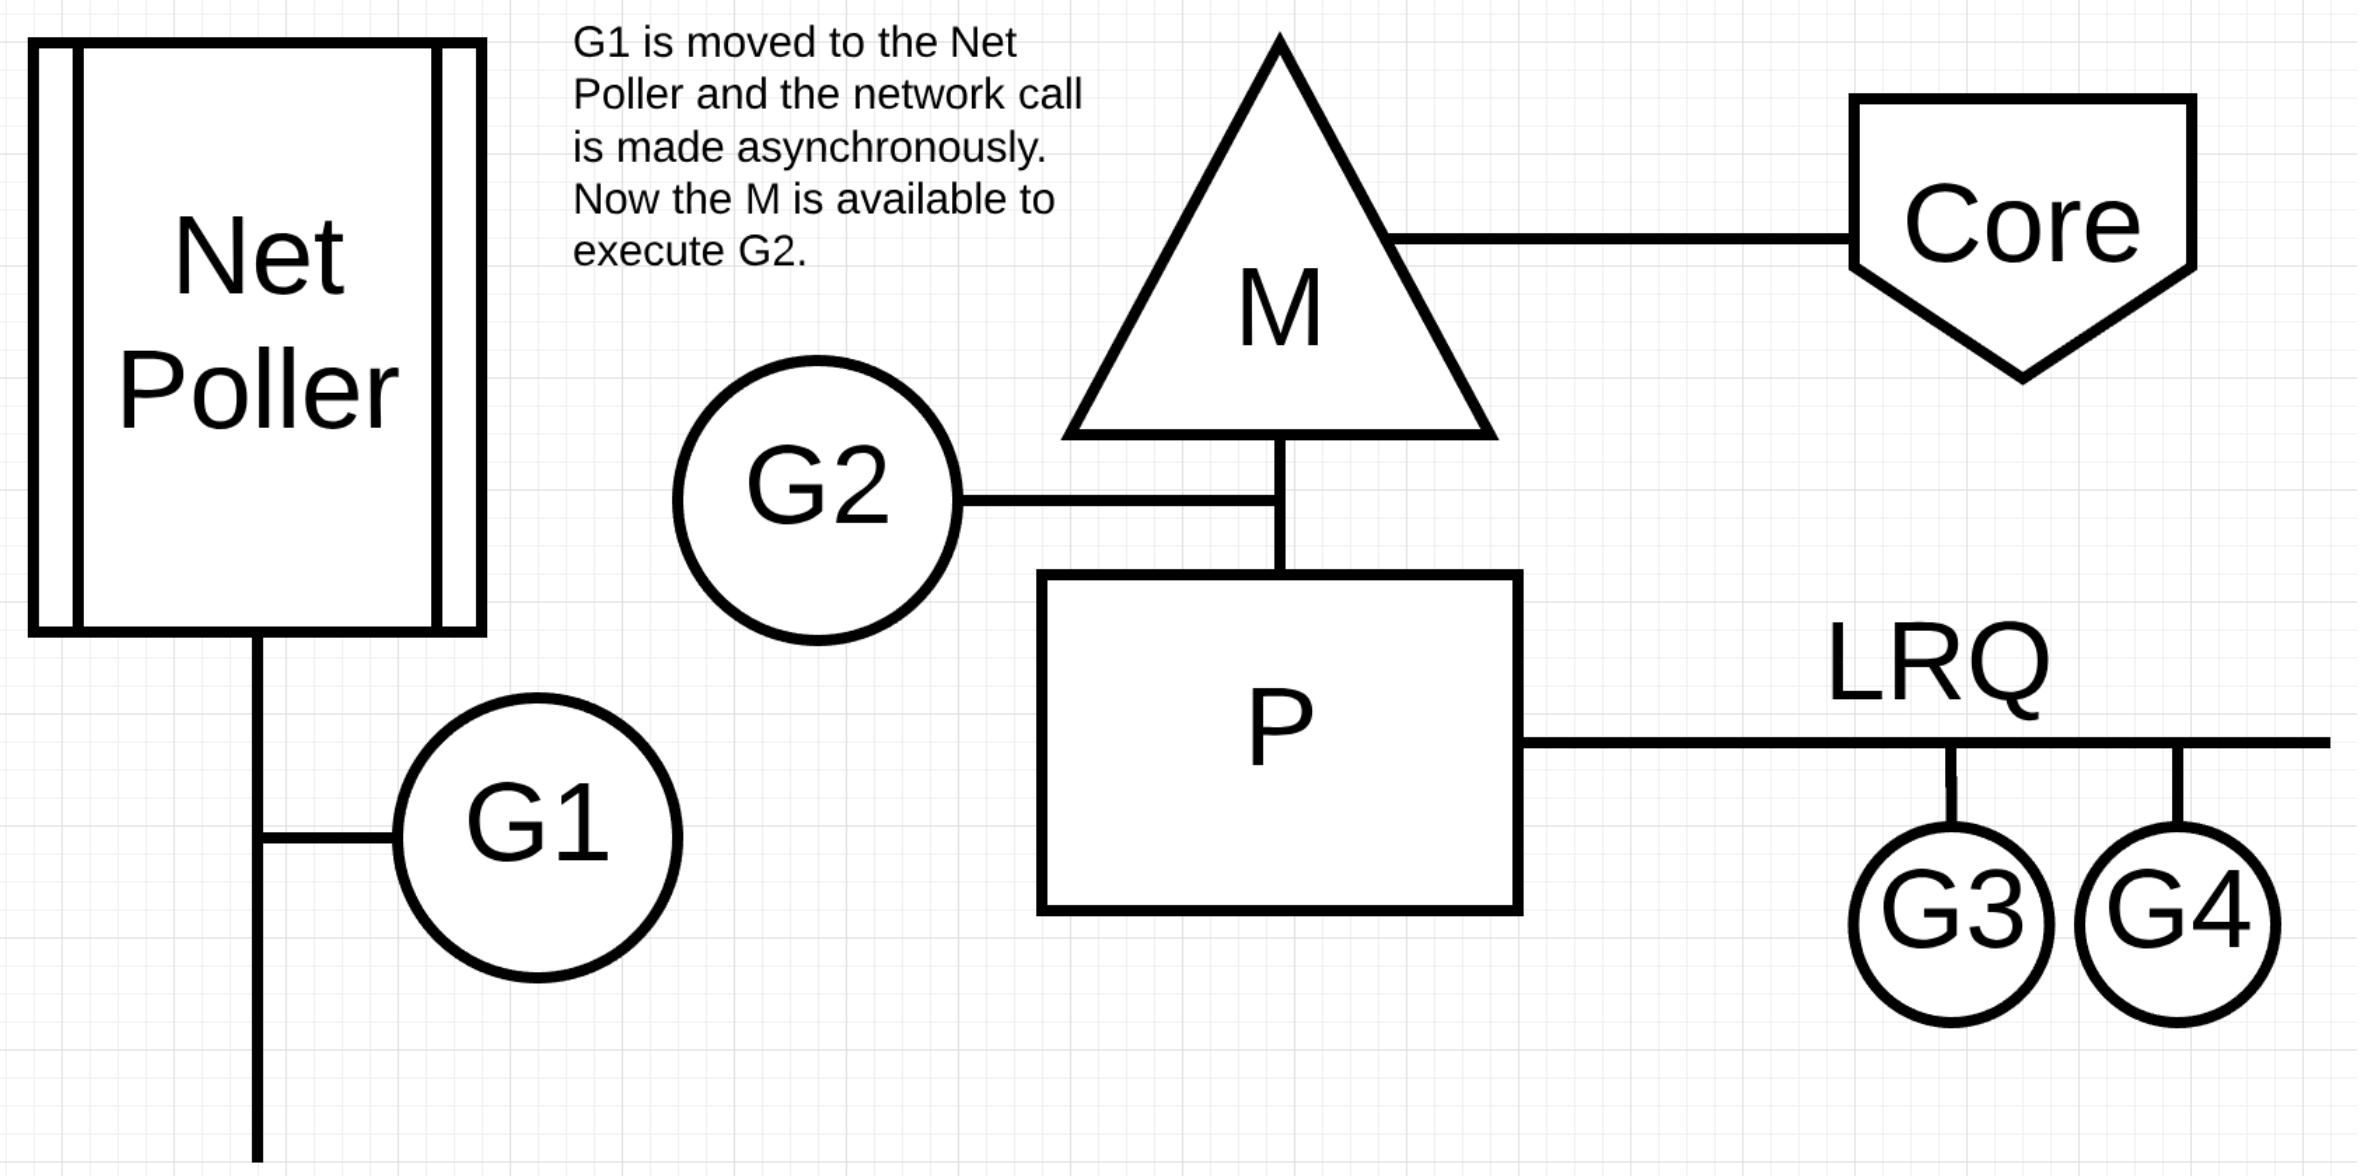 Net
Poller
G1 is moved to the Net
Poller and the network call
is made asynchronously.
Now the M is available to
execute G2.
M
Core
G2
P
LRQ
G1
G3
G4